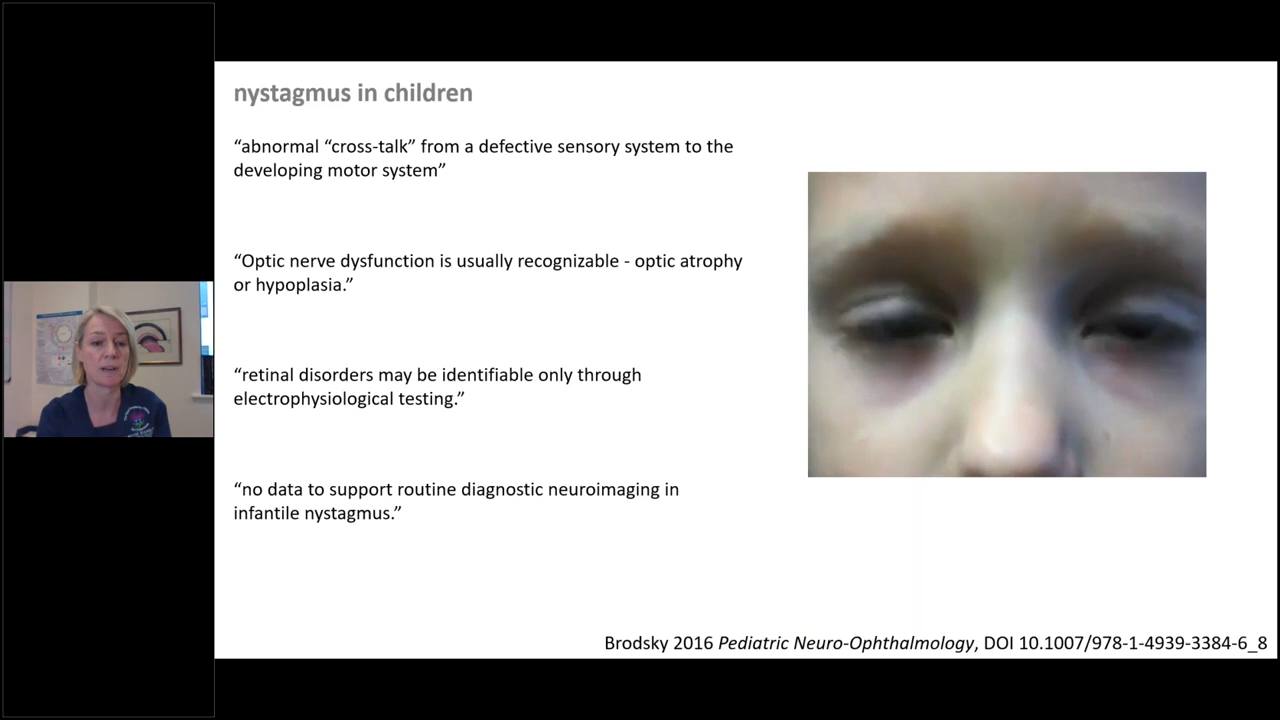 nystagmus in children
“abnormal “cross-talk” from a defective sensory system to the
developing motor system”
“Optic nerve dysfunction is usually recognizable - optic atrophy
or hypoplasia.”
“retinal disorders may be identifiable only through
electrophysiological testing.”
“no data to support routine diagnostic neuroimaging in
infantile nystagmus.”
Brodsky 2016 Pediatric Neuro-Ophthalmology, DOI 10.1007/978-1-4939-3384-6_8